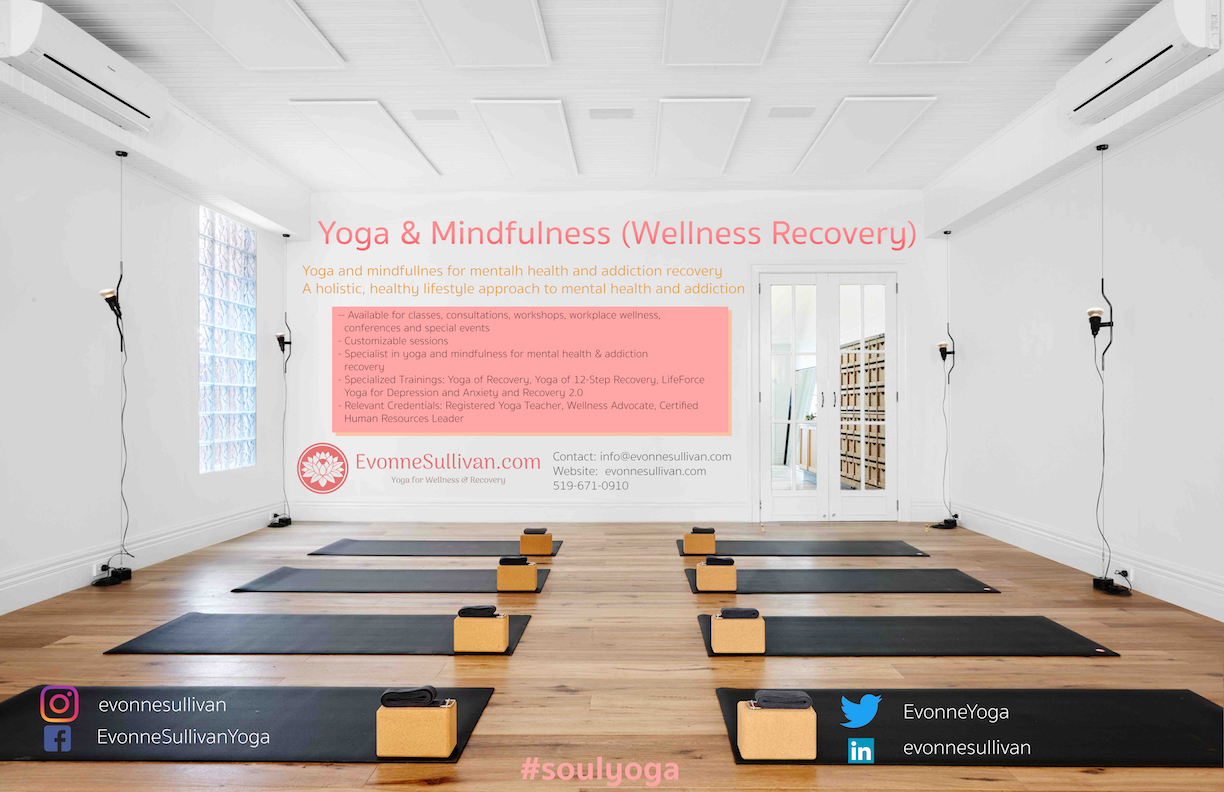 Yoga & Mindfulness (Wellness Recovery)
Yoga and mindfullnes for mentalh health and addiction recovery
A holistic, healthy lifestyle approach to mental health and addiction
-- Available for classes, consultations, workshops, workplace wellness,
conferences and special events
- Customizable sessions
- Specialist in yoga and mindfulness for mental health & addiction
recovery
- Specialized Trainings: Yoga of Recovery, Yoga of 12-Step Recovery, LifeForce
Yoga for Depression and Anxiety and Recovery 2.0
- Relevant Credentials: Registered Yoga Teacher, Wellness Advocate, Certified
Human Resources Leader
EvonneSullivan.com
Yoga for Wellness & Recovery
Contact: info@evonnesullivan.com
Website: evonnesullivan.com
519-671-0910
evonnesullivan
EvonneSullivanYoga
EvonneYoga
in evonnesullivan
#soulyoga